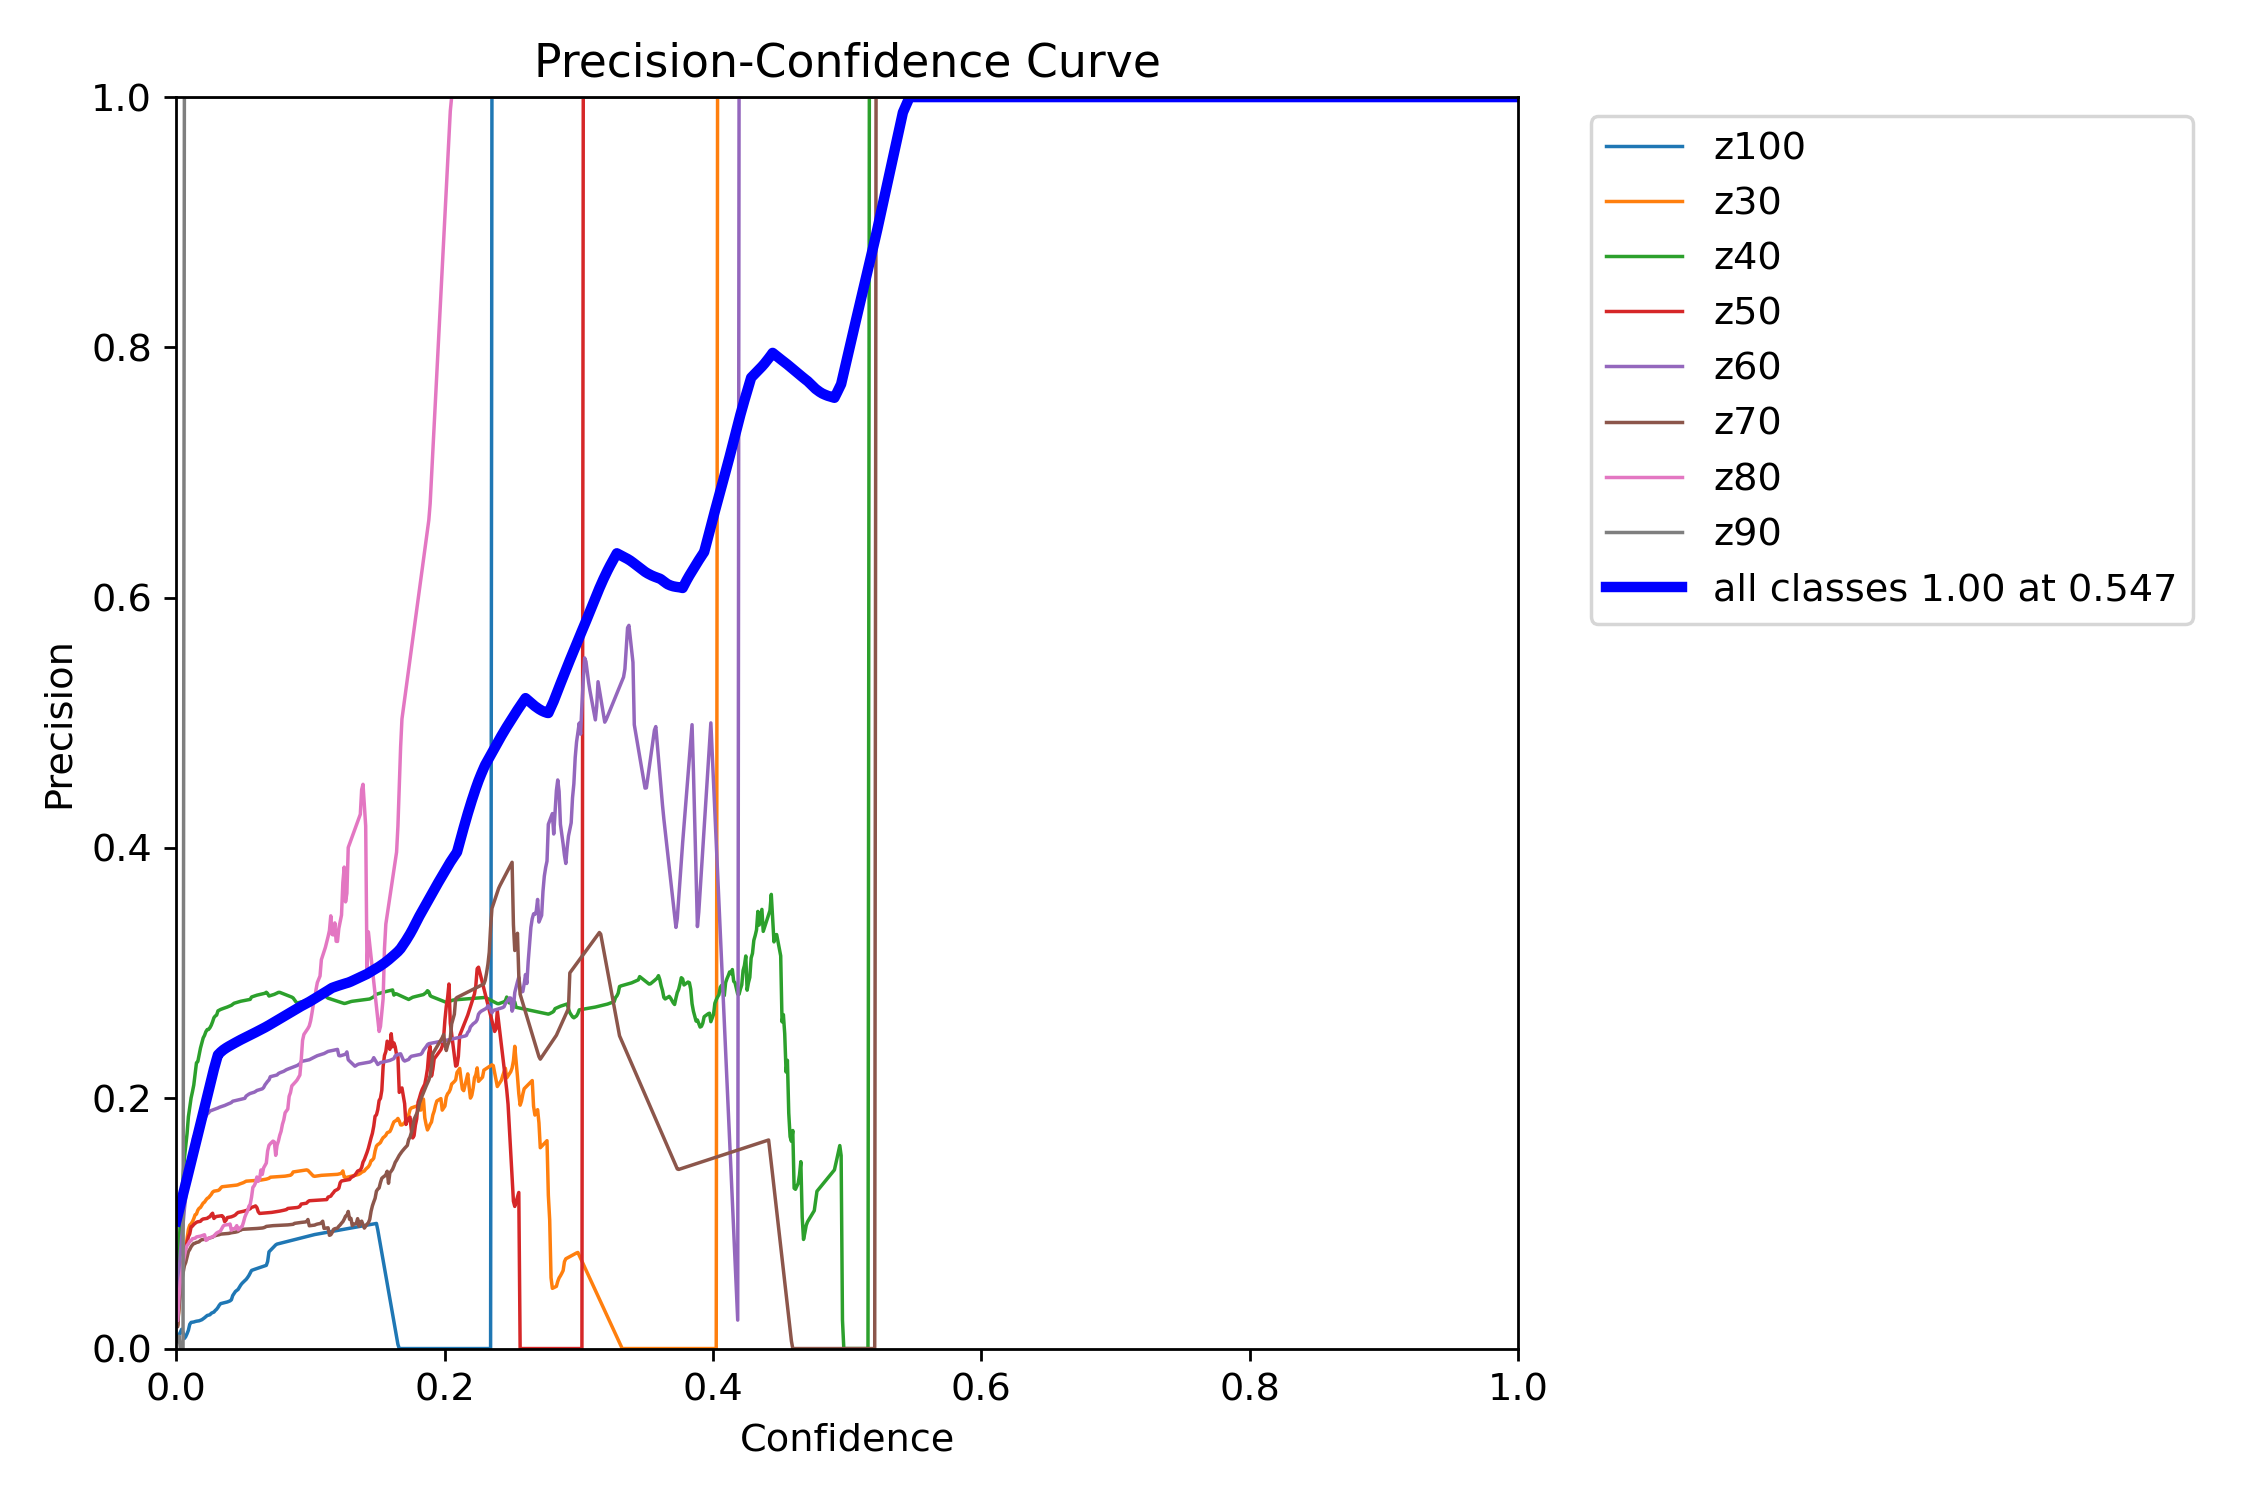 Precision-Confidence Curve
1.0
0.8
0.6
0.4
0.2
0.0
Precision
0.0 0.2 0.4 0.6 0.8 1.0
Confidence
z100
z30
z40
z50
z60
z70
z80
z90
all classes 1.00 at 0.547